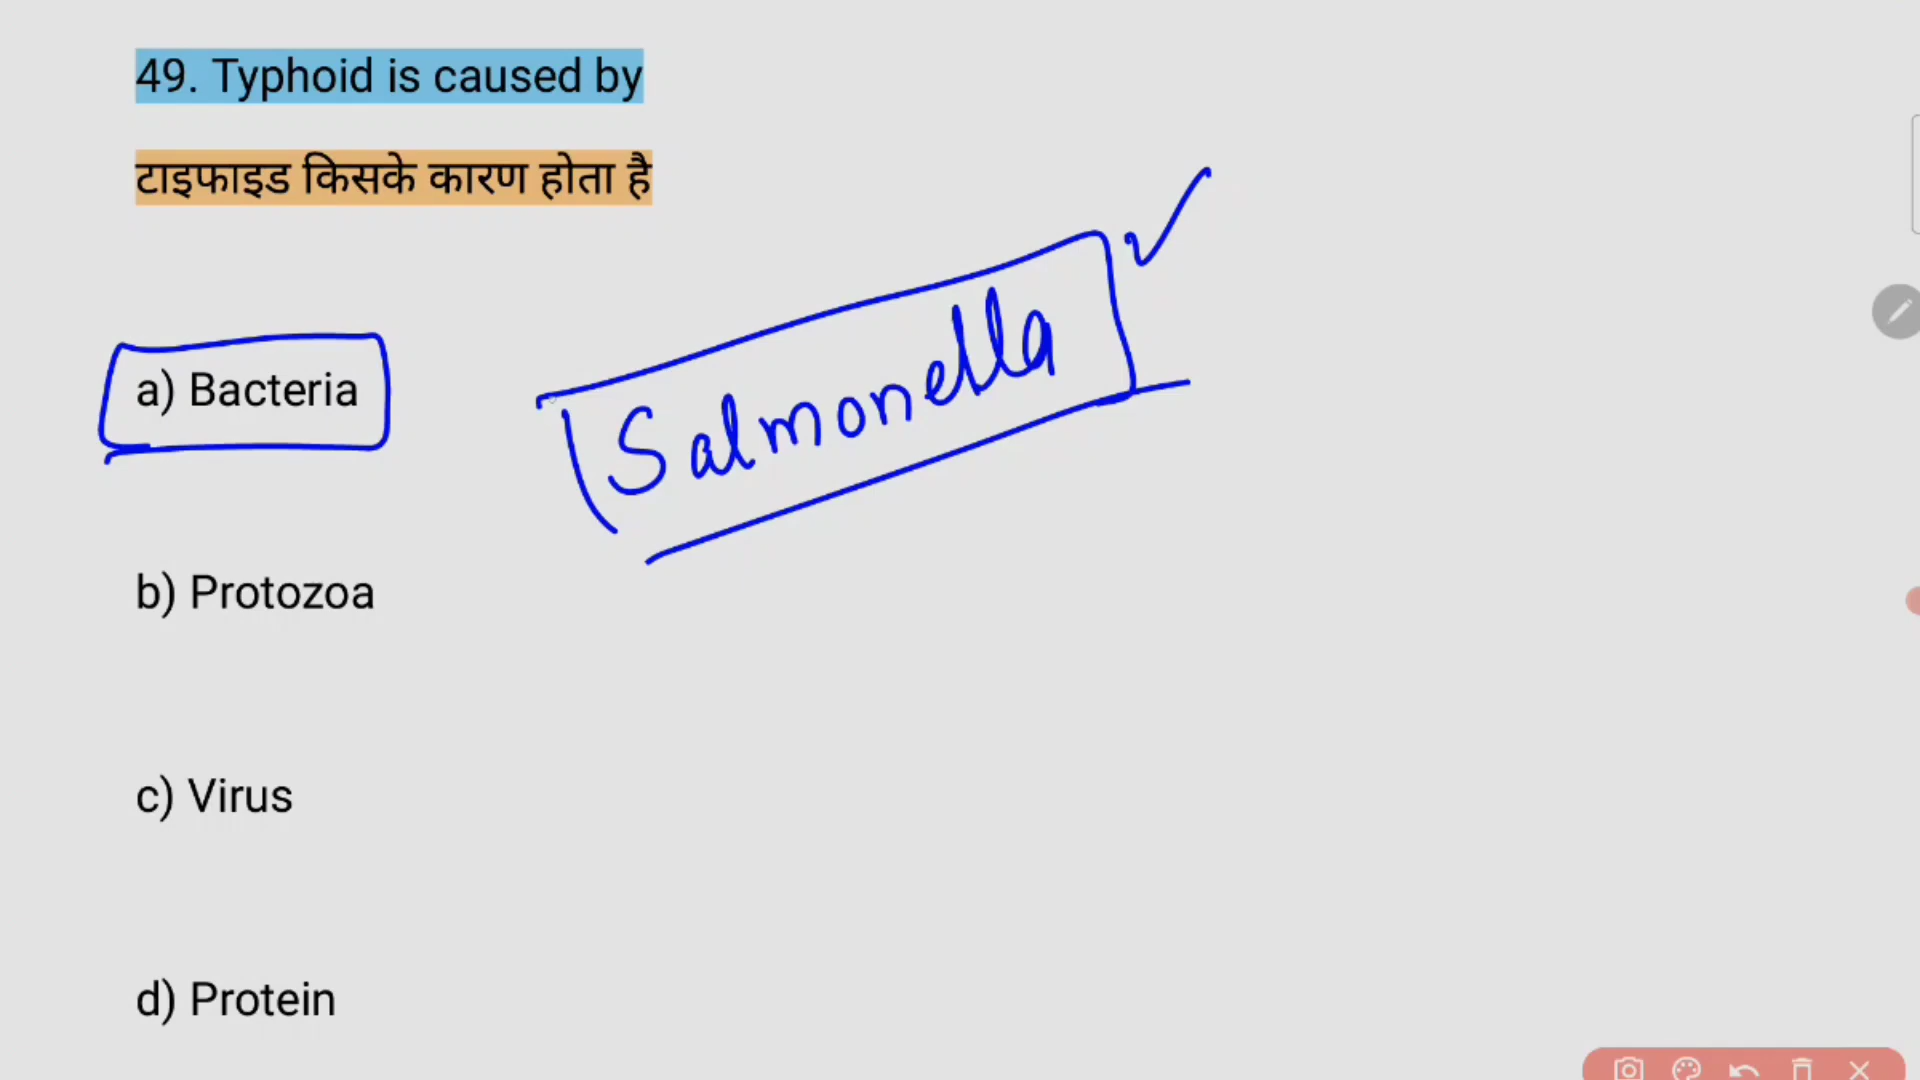 49. Typhoid is caused by
टाइफाइड किसके कारण होता है
a) Bacteria
Salmonella
b) Protozoa
c) Virus
d) Protein